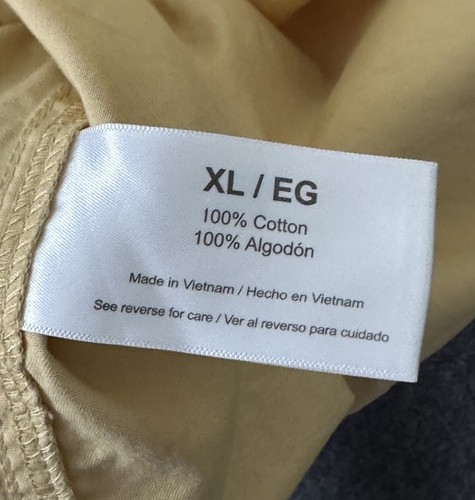 XL / EG
100% Cotton
100% Algodón
Made in Vietnam / Hecho en Vietnam
See reverse for care / Ver al reverso para cuidado